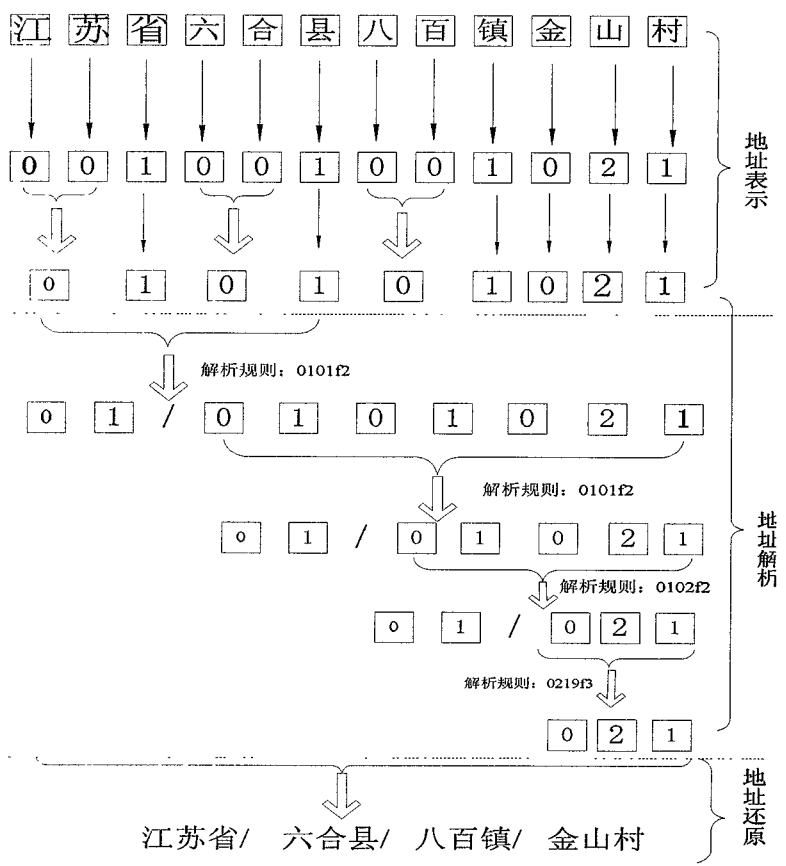 江 苏 省 六 合 县 八 百 镇 金 山 村
0 0 1 0 0 1 0 0 1 0 2 1
地址表示
0 1 0 1 0 1 0 2 1
解析规则：0101f2
0 1 / 0 1 0 1 0 2 1
解析规则：0101f2
0 1 / 0 1 0 2 1
地址解析
解析规则：0102f2
0 1 / 0 2 1
解析规则：0219f3
0 2 1
地址还原
江苏省/ 六合县/ 八百镇/ 金山村